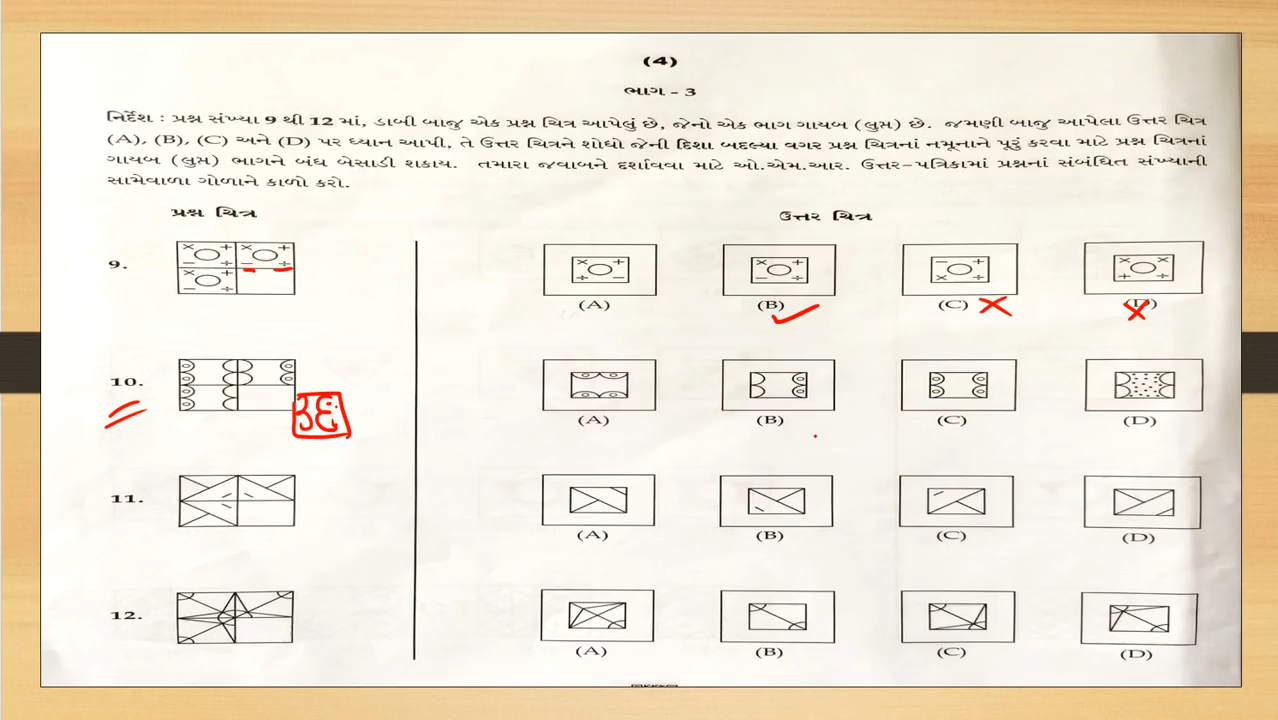 (4)
ભાગ - 3
નિર્દેશ : પ્રશ્ન સંખ્યા 9 થી 12 માં, ડાબી બાજુ એક પ્રશ્ન ચિત્ર આપેલું છે, જેનો એક ભાગ ગાયબ (લુપ્ત) છે. જમણી બાજુ આપેલા ઉત્તર ચિત્ર
(A), (B), (C) અને (D) પર ધ્યાન આપી, તે ઉત્તર ચિત્રને શોધો જેની દિશા બદલ્યા વગર પ્રશ્ન ચિત્રનાં નમૂનાને પૂરું કરવા માટે પ્રશ્ન ચિત્રનાં
ગાયબ (લુપ્ત) ભાગને બંધ બેસાડી શકાય. તમારા જવાબને દર્શાવવા માટે ઓ.એમ.આર. ઉત્તર-પત્રિકામાં પ્રશ્નનાં સંબંધિત સંખ્યાની
સામેવાળા ગોળાને કાળો કરો.
પ્રશ્ન ચિત્ર ઉત્તર ચિત્ર
9.
(A) (B) (C) (D)
10.
(A) (B) (C) (D)
11.
(A) (B) (C) (D)
12.
(A) (B) (C) (D)